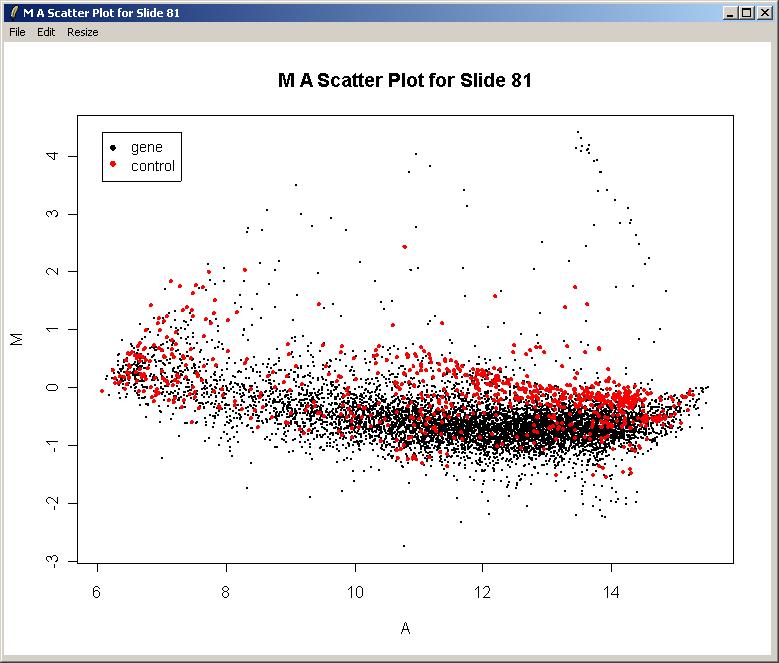 M A Scatter Plot for Slide 81
File Edit Resize
M A Scatter Plot for Slide 81
gene
control
4
3
2
1
0
-1
-2
-3
M
6 8 10 12 14
A